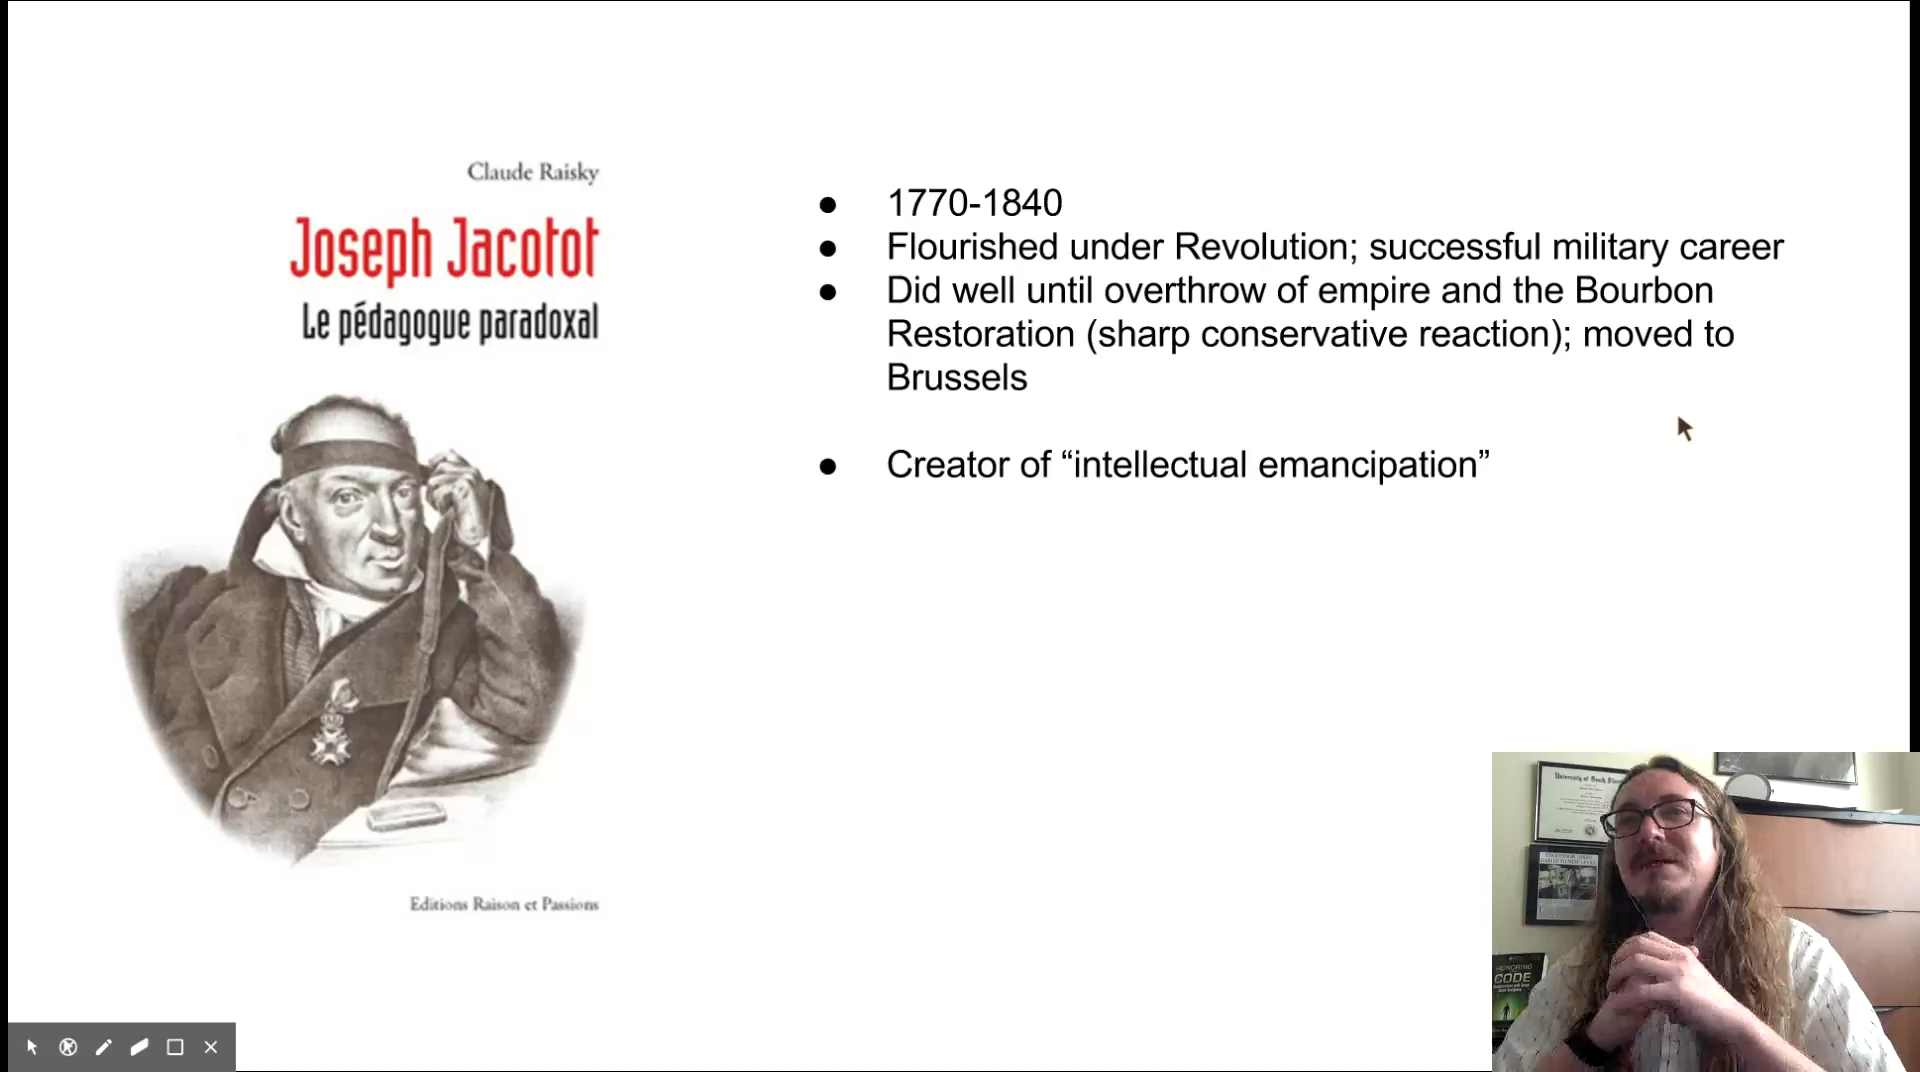 Claude Raisky
Joseph Jacotot
Le pédagogue paradoxal
Editions Raison et Passions
● 1770-1840
● Flourished under Revolution; successful military career
● Did well until overthrow of empire and the Bourbon
Restoration (sharp conservative reaction); moved to
Brussels
● Creator of “intellectual emancipation”
HONORING
CODE